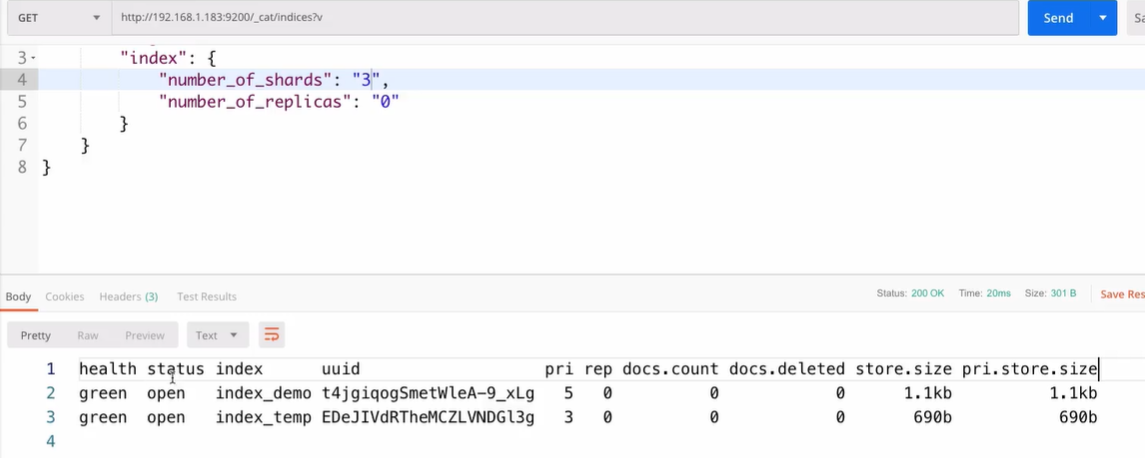 GET http://192.168.1.183:9200/_cat/indices?v Send
3 "index": {
4 "number_of_shards": "3",
5 "number_of_replicas": "0"
6 }
7 }
8 }
Body Cookies Headers (3) Test Results Status: 200 OK Time: 20ms Size: 301 B Save Res
Pretty Raw Preview Text
1 health status index uuid pri rep docs.count docs.deleted store.size pri.store.size
2 green open index_demo t4jgiqogSmetWleA-9_xLg 5 0 0 0 1.1kb 1.1kb
3 green open index_temp EDeJIVdRTheMCZLVNDGl3g 3 0 0 0 690b 690b
4